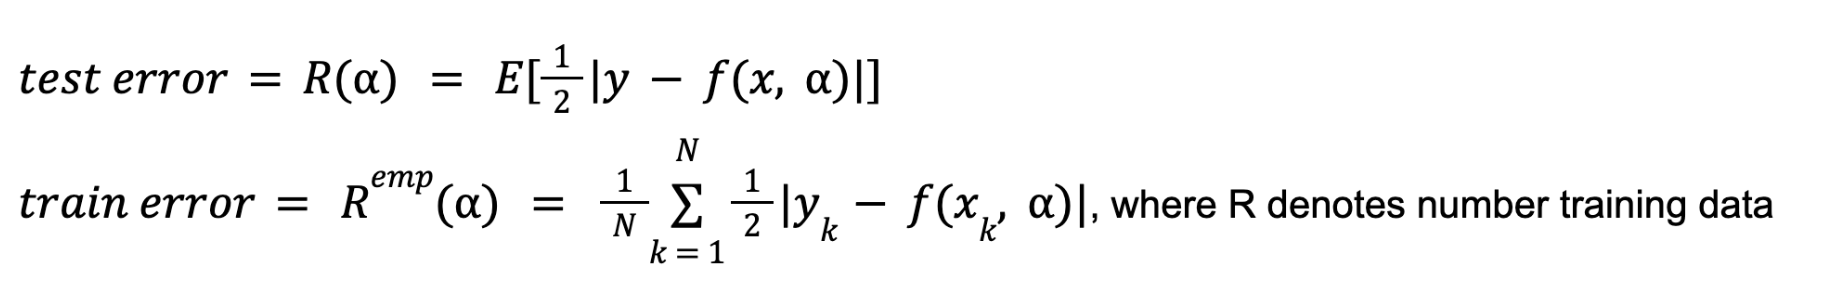 test error = R(α) = E[½|y − f(x, α)|]
train error = R^emp(α) = 1/N ∑_{k=1}^{N} ½|y_k − f(x_k, α)|, where R denotes number training data